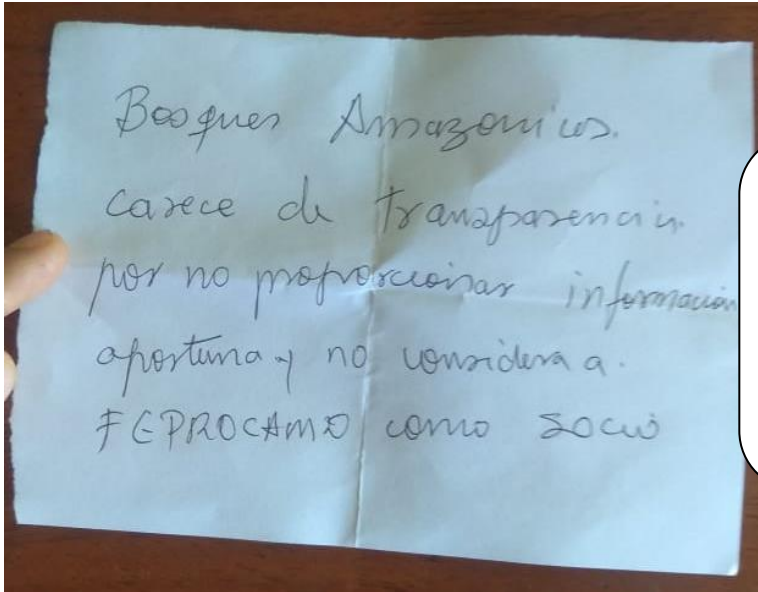 Bosques Amazonicos.
carece de transparencia
por no proporcionar información
oportuna y no considera a.
FEPROCAMD como socio